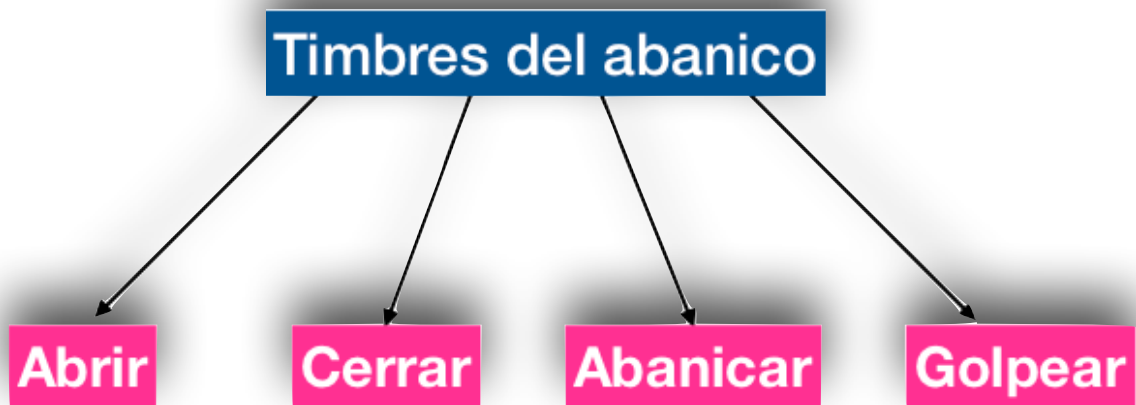 Timbres del abanico
Abrir
Cerrar
Abanicar
Golpear